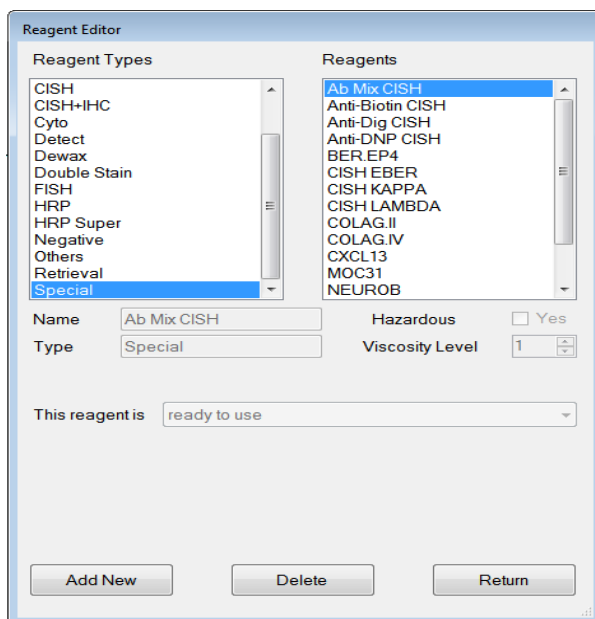 Reagent Editor
Reagent Types
CISH
CISH+IHC
Cyto
Detect
Dewax
Double Stain
FISH
HRP
HRP Super
Negative
Others
Retrieval
Special
Reagents
Ab Mix CISH
Anti-Biotin CISH
Anti-Dig CISH
Anti-DNP CISH
BER.EP4
CISH EBER
CISH KAPPA
CISH LAMBDA
COLAG.II
COLAG.IV
CXCL13
MOC31
NEUROB
Name Ab Mix CISH Hazardous Yes
Type Special Viscosity Level 1
This reagent is ready to use
Add New Delete Return